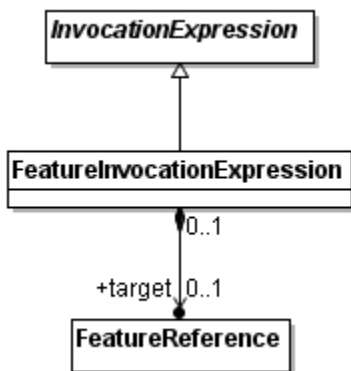 InvocationExpression
FeatureInvocationExpression
0..1
+target 0..1
FeatureReference